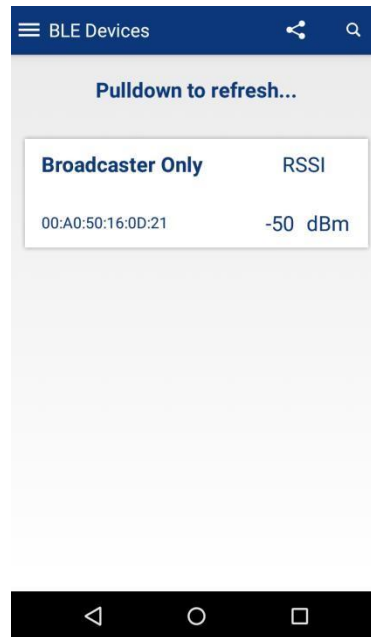 BLE Devices
Pulldown to refresh...
Broadcaster Only RSSI
00:A0:50:16:0D:21 -50 dBm